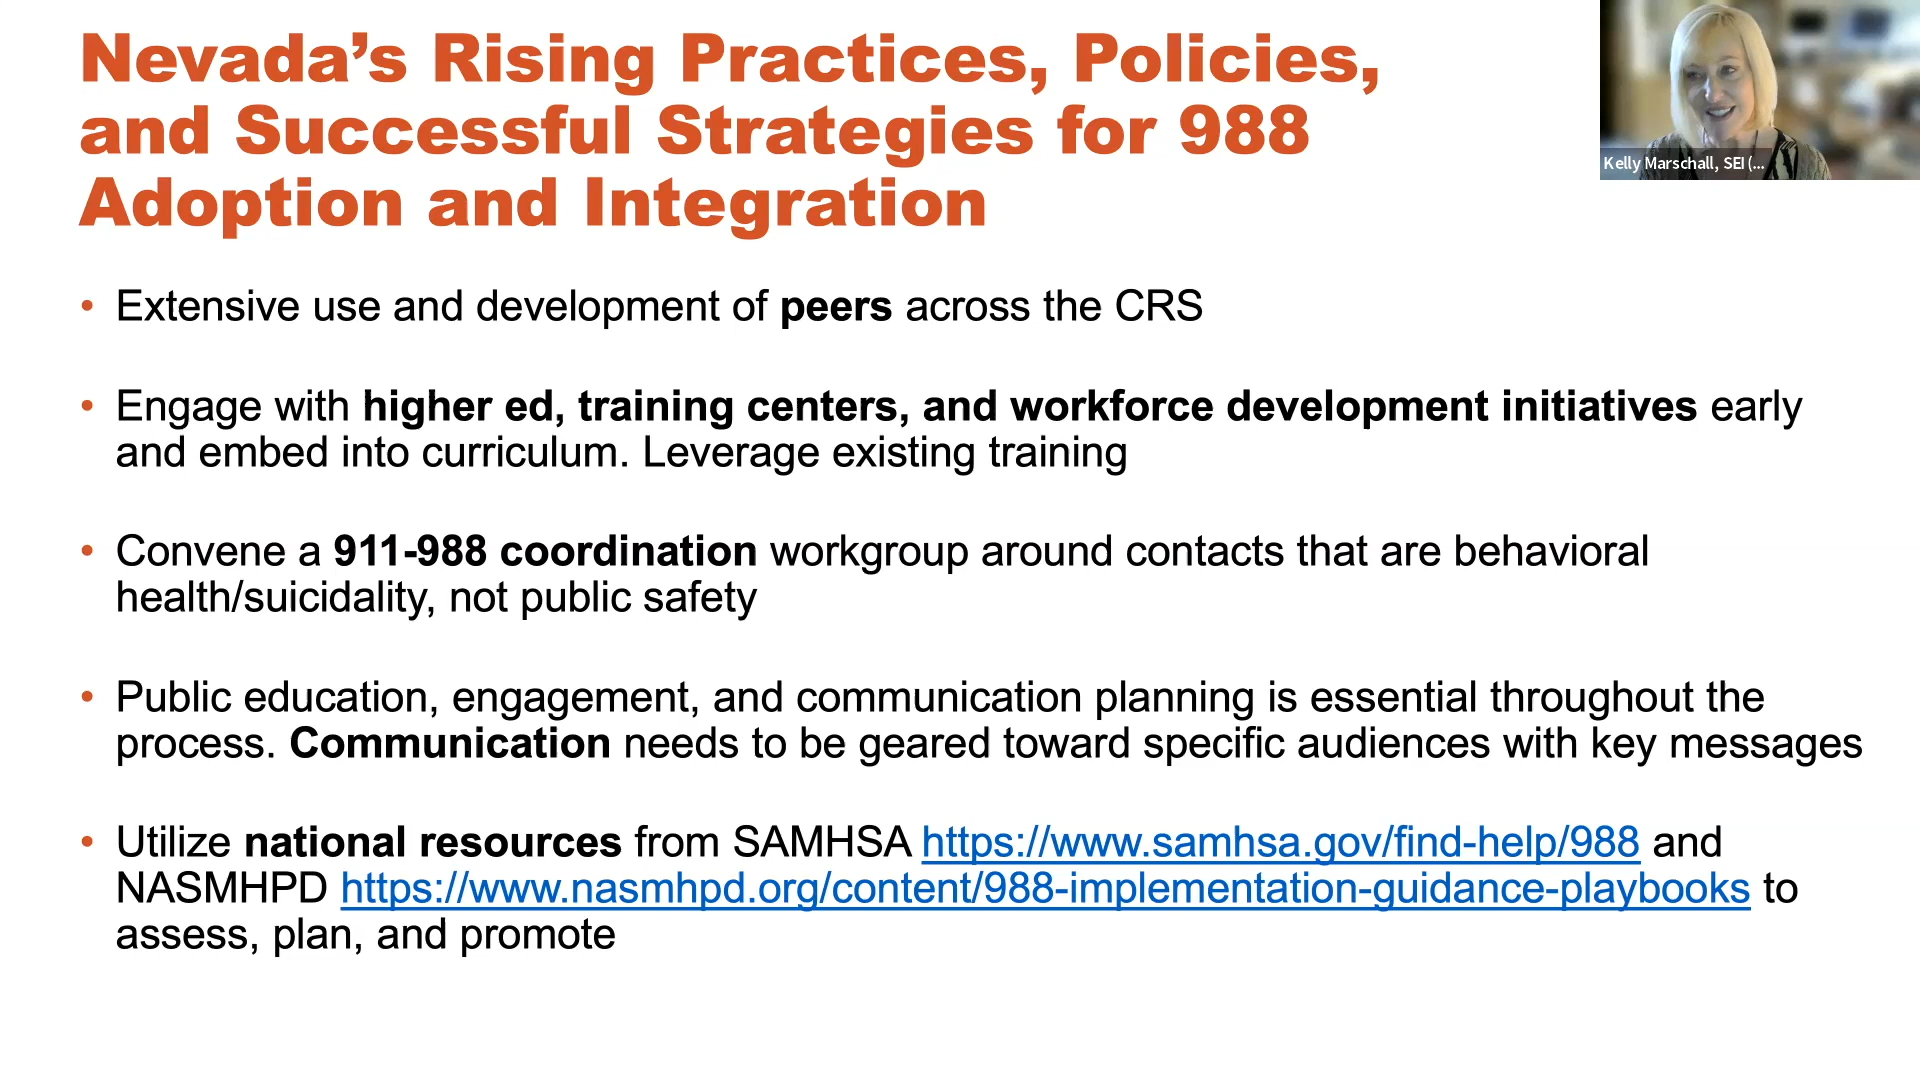 Nevada’s Rising Practices, Policies,
and Successful Strategies for 988
Adoption and Integration
Kelly Marschall, SEI (...
• Extensive use and development of peers across the CRS
• Engage with higher ed, training centers, and workforce development initiatives early
and embed into curriculum. Leverage existing training
• Convene a 911-988 coordination workgroup around contacts that are behavioral
health/suicidality, not public safety
• Public education, engagement, and communication planning is essential throughout the
process. Communication needs to be geared toward specific audiences with key messages
• Utilize national resources from SAMHSA https://www.samhsa.gov/find-help/988 and
NASMHPD https://www.nasmhpd.org/content/988-implementation-guidance-playbooks to
assess, plan, and promote